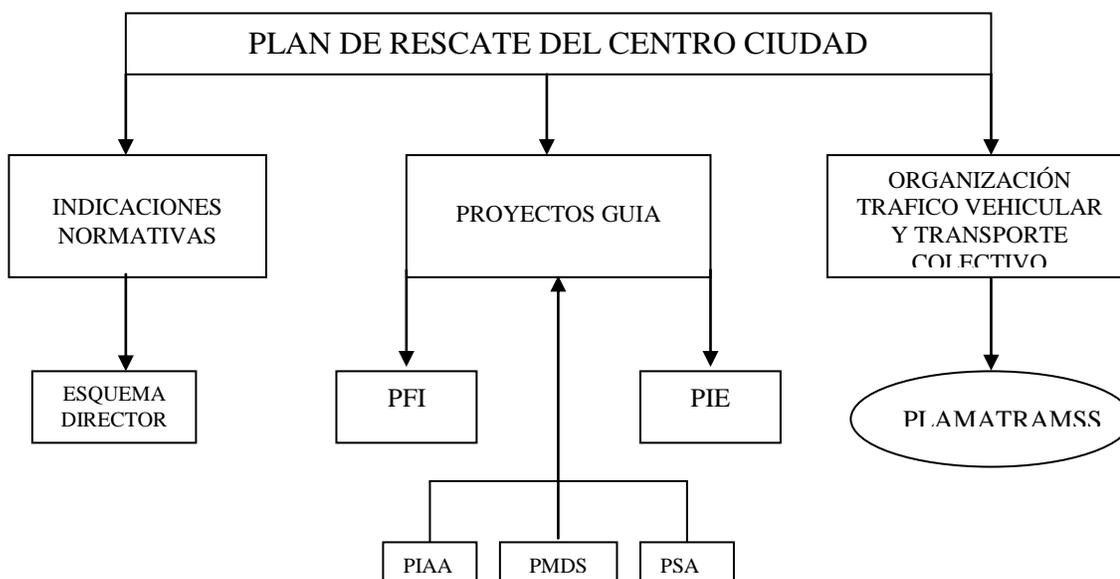 PLAN DE RESCATE DEL CENTRO CIUDAD
INDICACIONES
NORMATIVAS
PROYECTOS GUIA
ORGANIZACIÓN
TRAFICO VEHICULAR
Y TRANSPORTE
COLECTIVO
ESQUEMA
DIRECTOR
PFI
PIE
PLAMATRAMSS
PIAA
PMDS
PSA